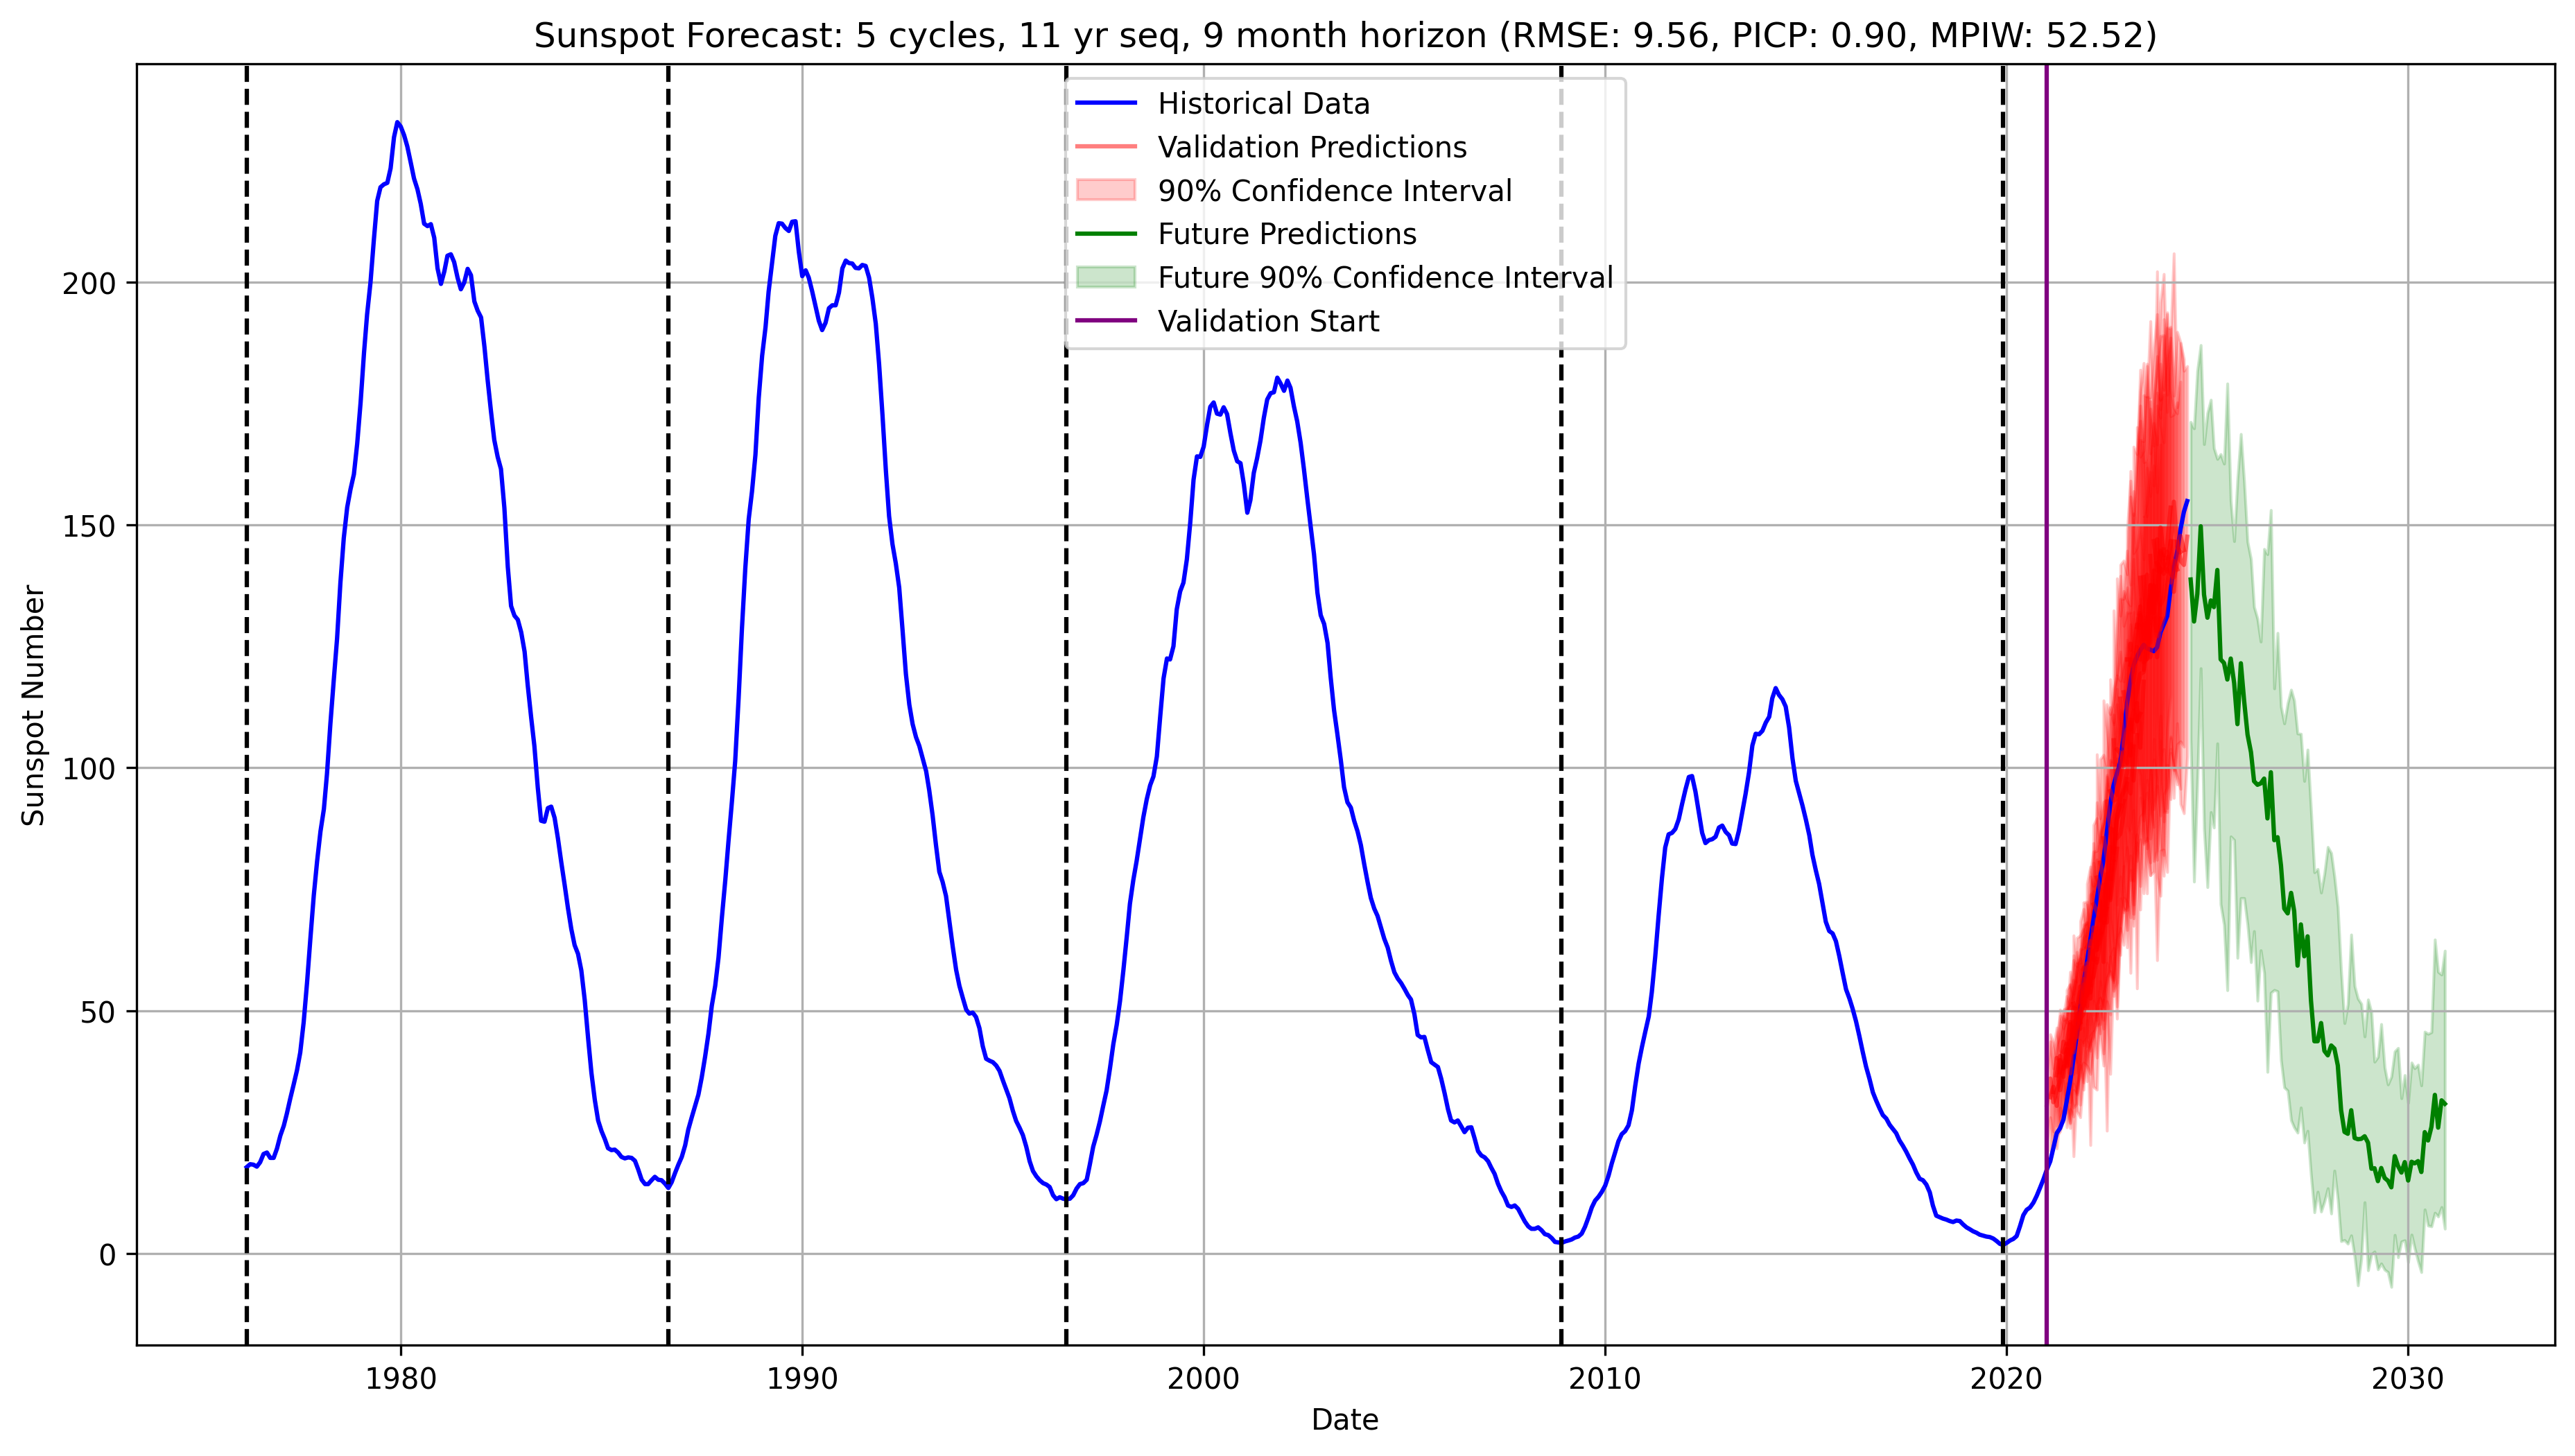 Sunspot Forecast: 5 cycles, 11 yr seq, 9 month horizon (RMSE: 9.56, PICP: 0.90, MPIW: 52.52)
Historical Data
Validation Predictions
90% Confidence Interval
Future Predictions
Future 90% Confidence Interval
Validation Start
Sunspot Number
200
150
100
50
0
1980 1990 2000 2010 2020 2030
Date